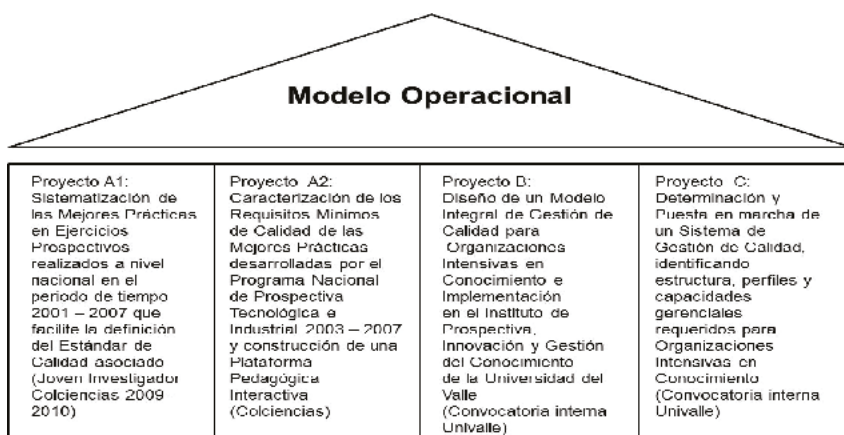 Modelo Operacional
Proyecto A1:
Sistematización de
las Mejores Prácticas
en Ejercicios
Prospectivos
realizados a nivel
nacional en el
periodo de tiempo
2001 – 2007 que
facilite la definición
del Estándar de
Calidad asociado
(Joven Investigador
Colciencias 2009
2010)
Proyecto A2:
Caracterización de los
Requisitos Mínimos
de Calidad de las
Mejores Prácticas
desarrolladas por el
Programa Nacional
de Prospectiva
Tecnológica e
Industrial 2003 – 2007
y construcción de una
Plataforma
Pedagógica
Interactiva
(Colciencias)
Proyecto B:
Diseño de un Modelo
Integral de Gestión de
Calidad para
Organizaciones
Intensivas en
Conocimiento e
Implementación
en el Instituto de
Prospectiva,
Innovación y Gestión
del Conocimiento
de la Universidad del
Valle
(Convocatoria interna
Univalle)
Proyecto C:
Determinación y
Puesta en marcha de
un Sistema de
Gestión de Calidad,
identificando
estructura, perfiles y
capacidades
gerenciales
requeridos para
Organizaciones
Intensivas en
Conocimiento
(Convocatoria interna
Univalle)